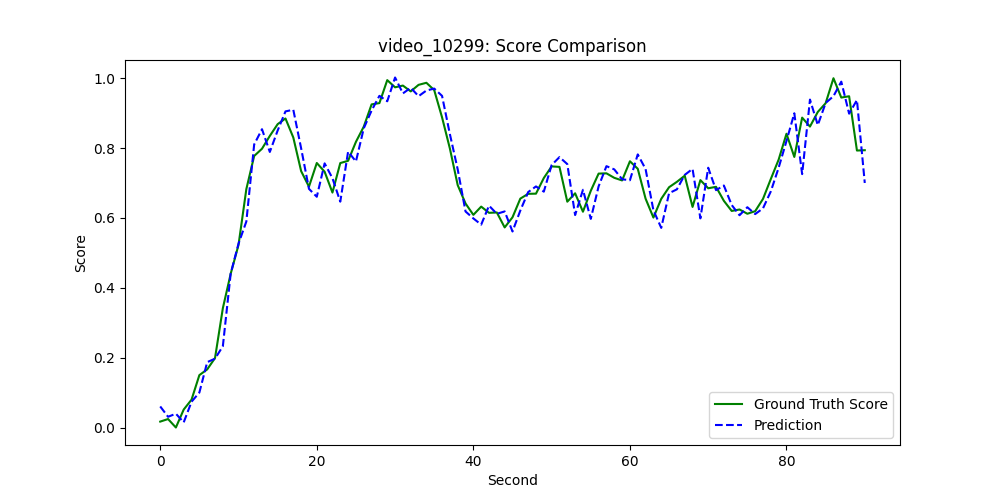 video_10299: Score Comparison
1.0
0.8
0.6
0.4
0.2
0.0
Score
0 20 40 60 80
Second
Ground Truth Score
Prediction